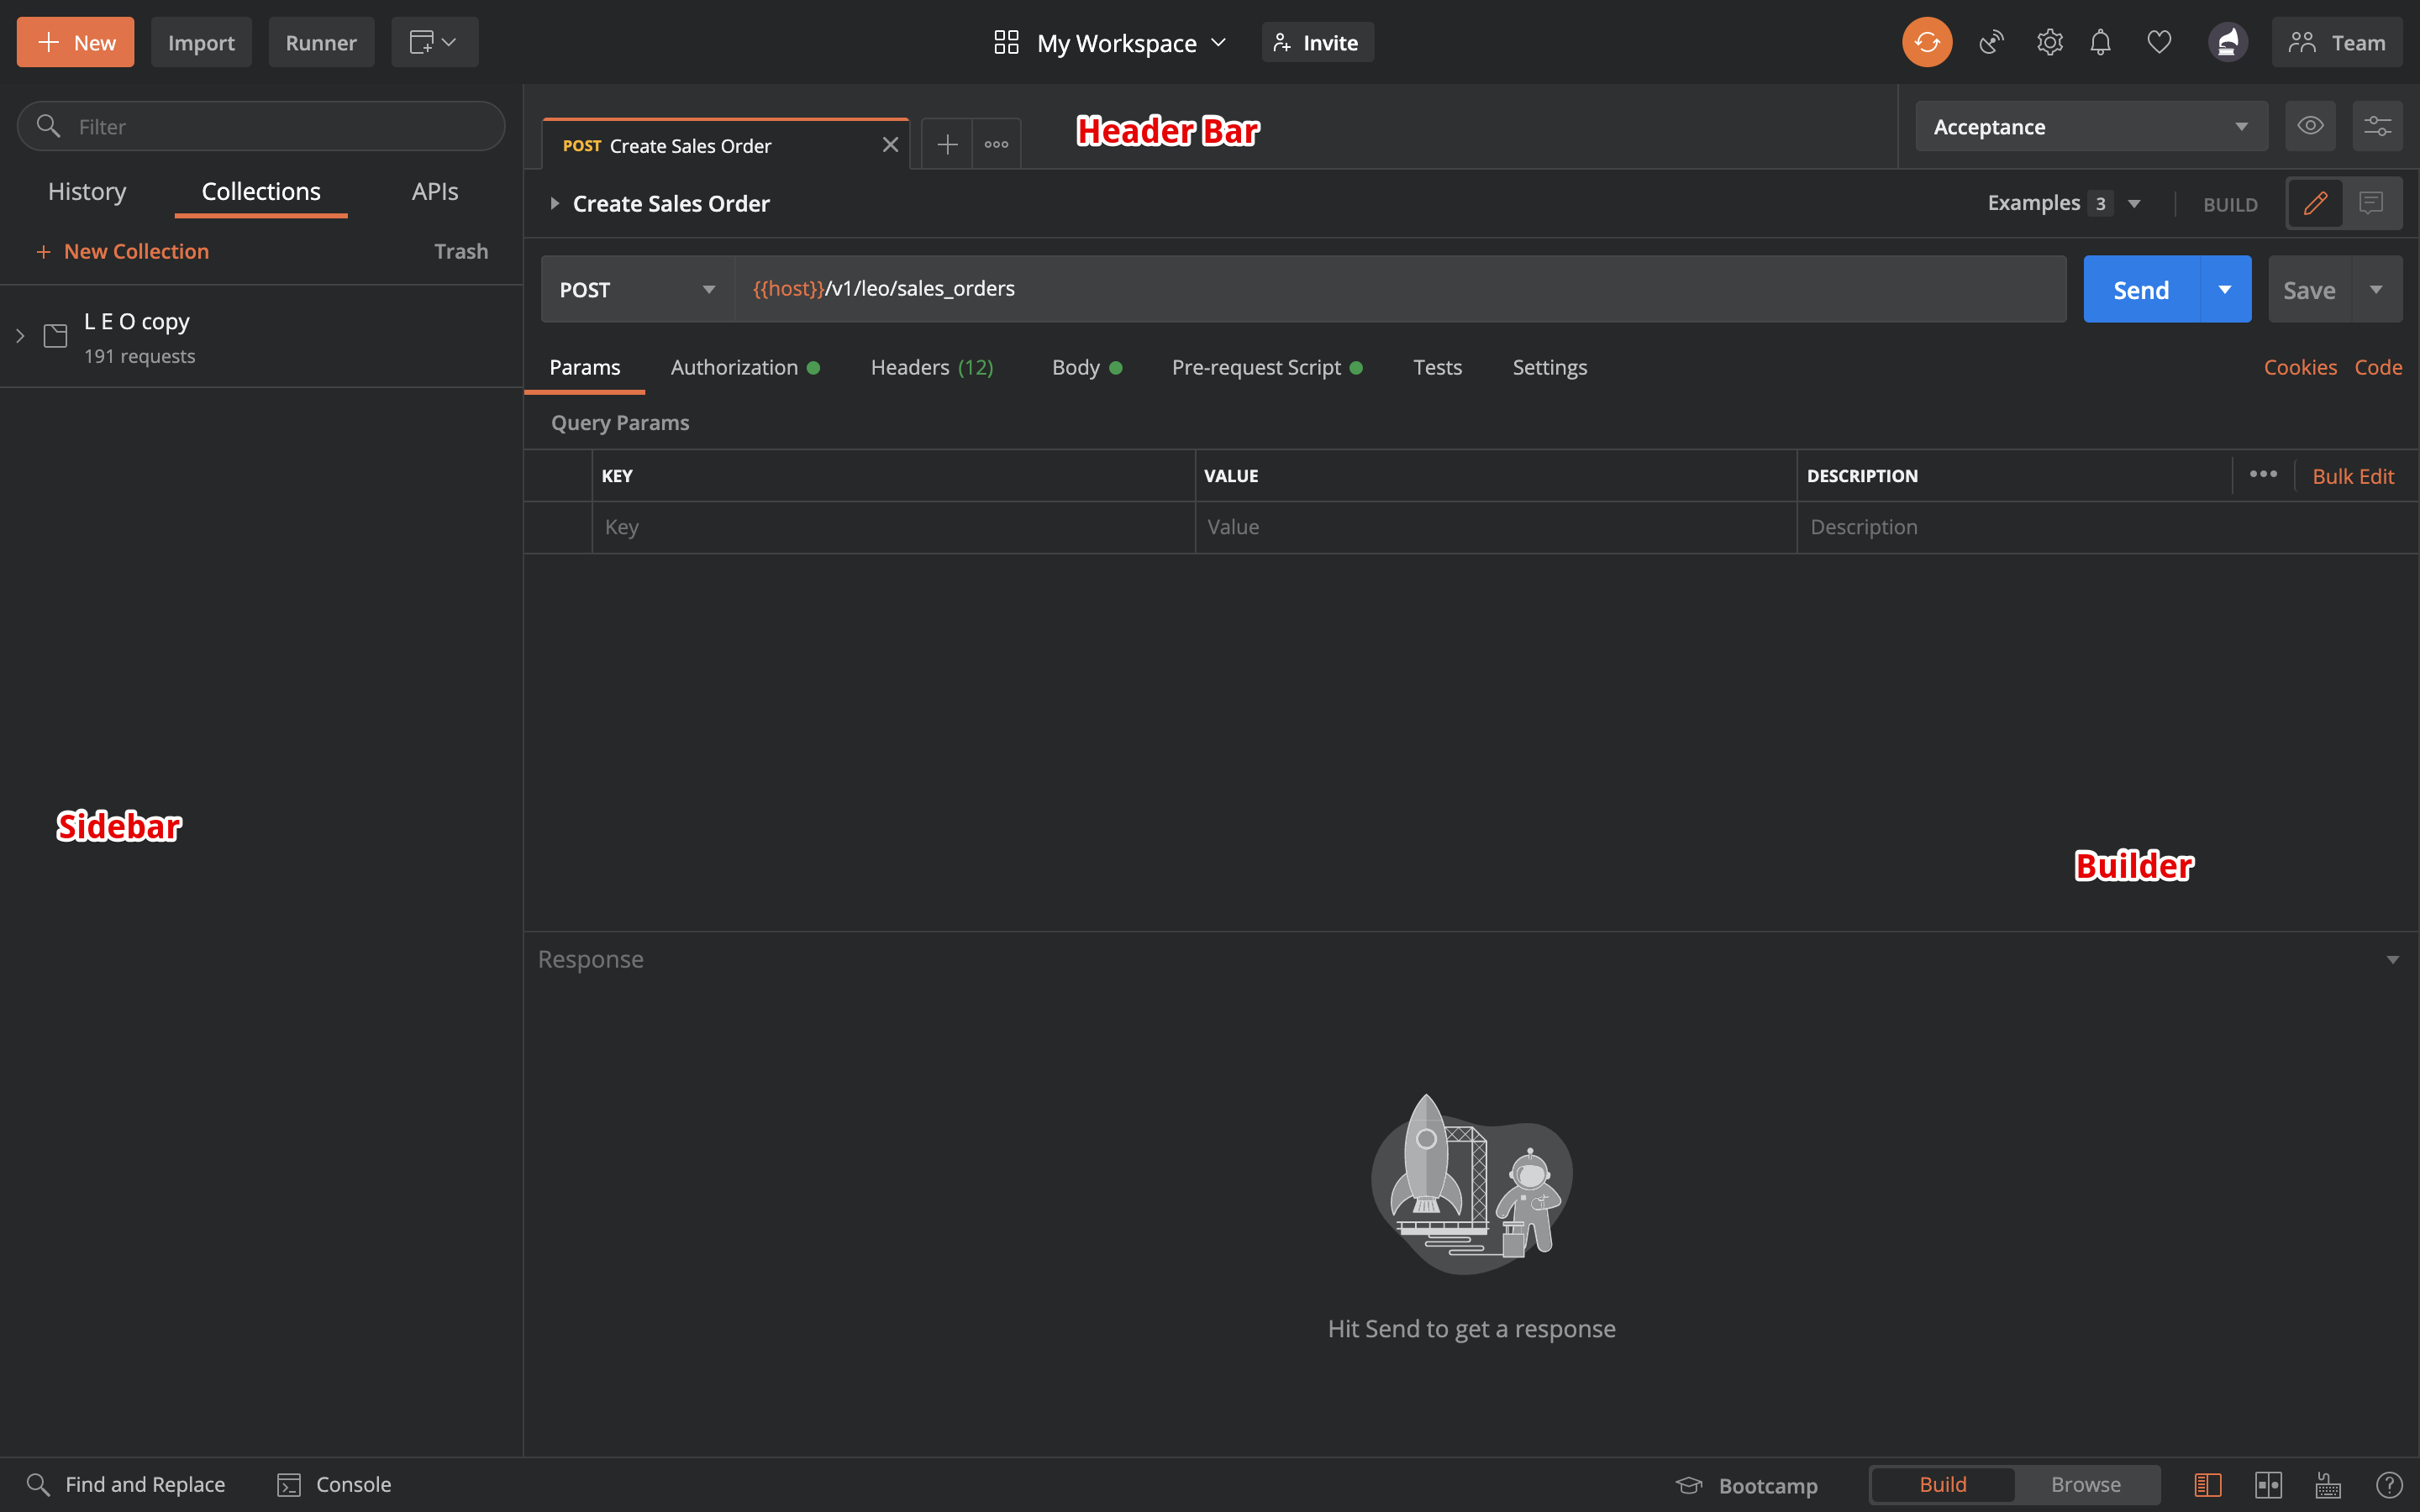 New Import Runner My Workspace Invite Team
Filter
History Collections APIs
+ New Collection Trash
L E O copy
191 requests
Sidebar
POST Create Sales Order
Header Bar
Acceptance
Create Sales Order Examples 3 BUILD
POST {{host}}/v1/leo/sales_orders Send Save
Params Authorization Headers (12) Body Pre-request Script Tests Settings Cookies Code
Query Params
KEY VALUE DESCRIPTION ••• Bulk Edit
Key Value Description
Builder
Response
Hit Send to get a response
Find and Replace Console Bootcamp Build Browse